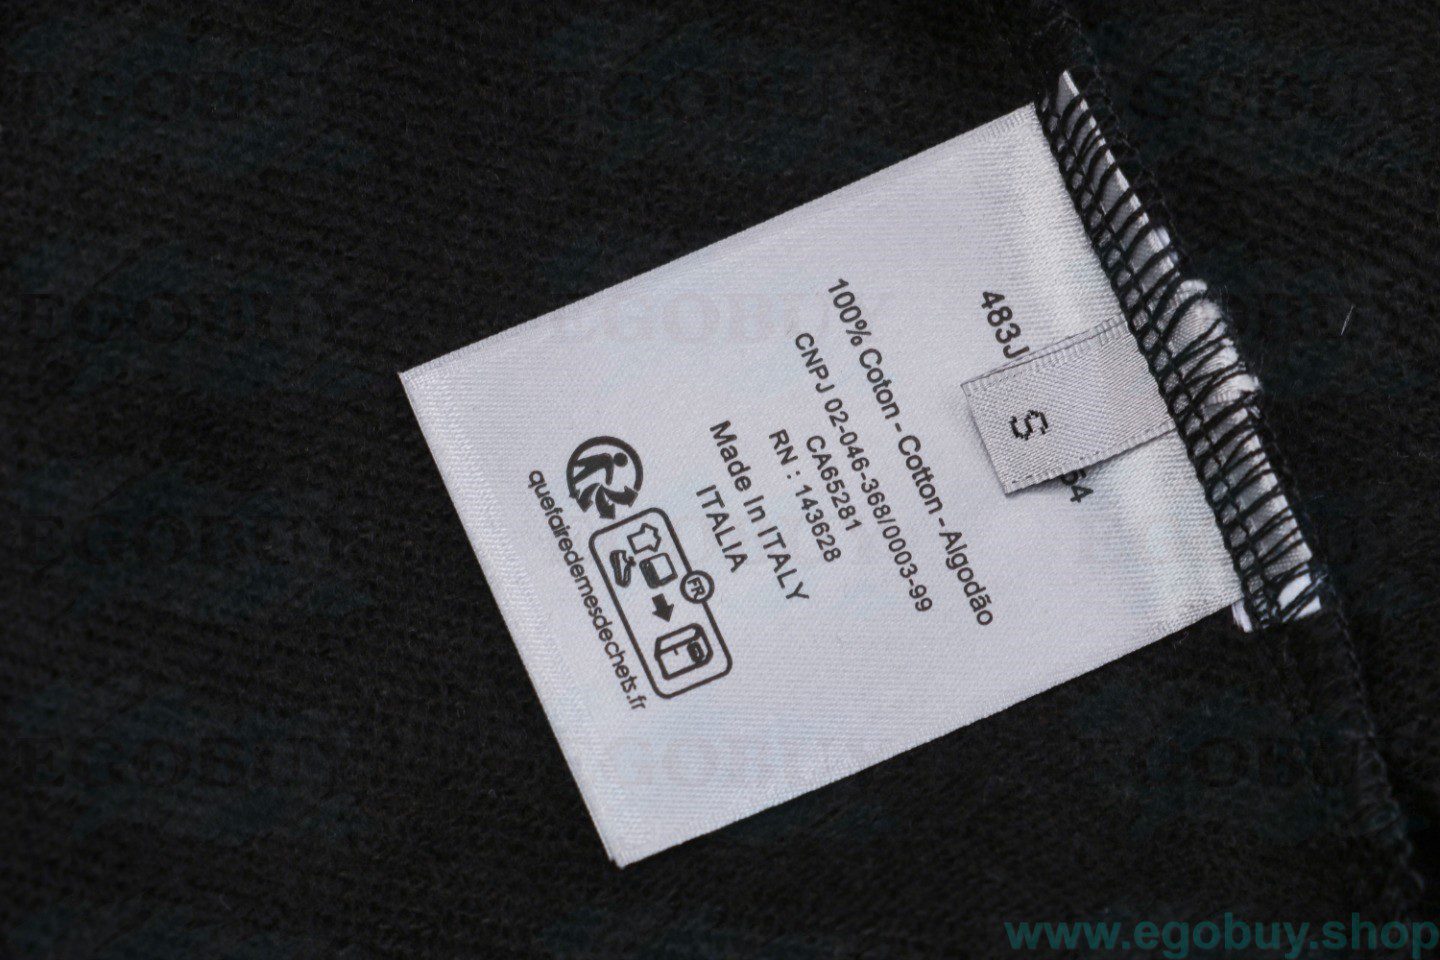 483J
54
S
100% Coton - Cotton - Algodão
CNPJ 02-046-368/0003-99
CA65281
RN : 143628
Made In ITALY
ITALIA
FR
quefairedemesdechets.fr
EGOBUY
www.egobuy.shop